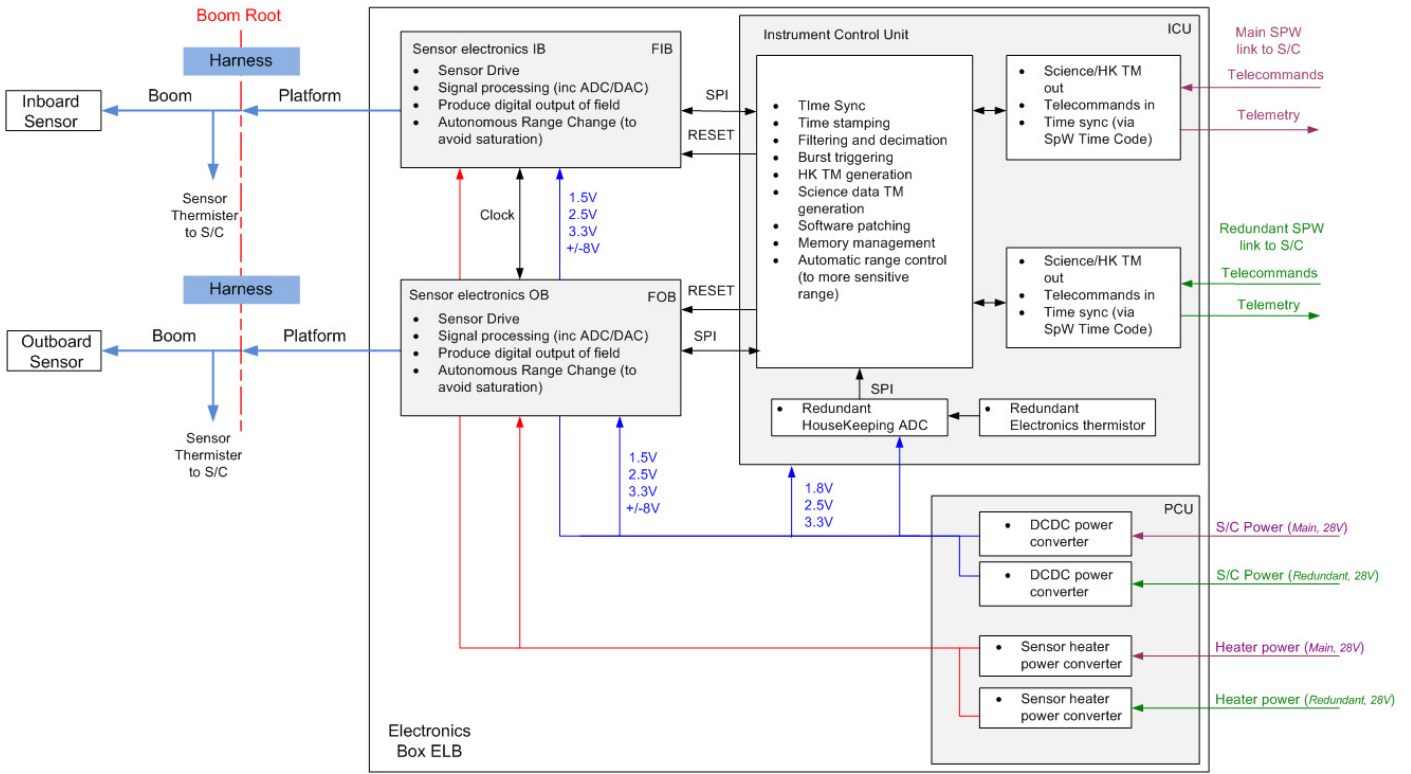 Boom Root
Harness
Inboard
Sensor
Boom
Platform
Sensor
Thermister
to S/C
Harness
Outboard
Sensor
Boom
Platform
Sensor
Thermister
to S/C
Sensor electronics IB
FIB
• Sensor Drive
• Signal processing (inc ADC/DAC)
• Produce digital output of field
• Autonomous Range Change (to
avoid saturation)
SPI
RESET
Clock
1.5V
2.5V
3.3V
+/-8V
Sensor electronics OB
FOB
• Sensor Drive
• Signal processing (inc ADC/DAC)
• Produce digital output of field
• Autonomous Range Change (to
avoid saturation)
RESET
SPI
1.5V
2.5V
3.3V
+/-8V
ICU
Instrument Control Unit
• TIme Sync
• Time stamping
• Filtering and decimation
• Burst triggering
• HK TM generation
• Science data TM
generation
• Software patching
• Memory management
• Automatic range control
(to more sensitive
range)
• Science/HK TM
out
• Telecommands in
• Time sync (via
SpW Time Code)
• Science/HK TM
out
• Telecommands in
• Time sync (via
SpW Time Code)
SPI
• Redundant
HouseKeeping ADC
• Redundant
Electronics thermistor
1.8V
2.5V
3.3V
PCU
• DCDC power
converter
• DCDC power
converter
• Sensor heater
power converter
• Sensor heater
power converter
Main SPW
link to S/C
Telecommands
Telemetry
Redundant SPW
link to S/C
Telecommands
Telemetry
S/C Power (Main, 28V)
S/C Power (Redundant, 28V)
Heater power (Main, 28V)
Heater power (Redundant, 28V)
Electronics
Box ELB